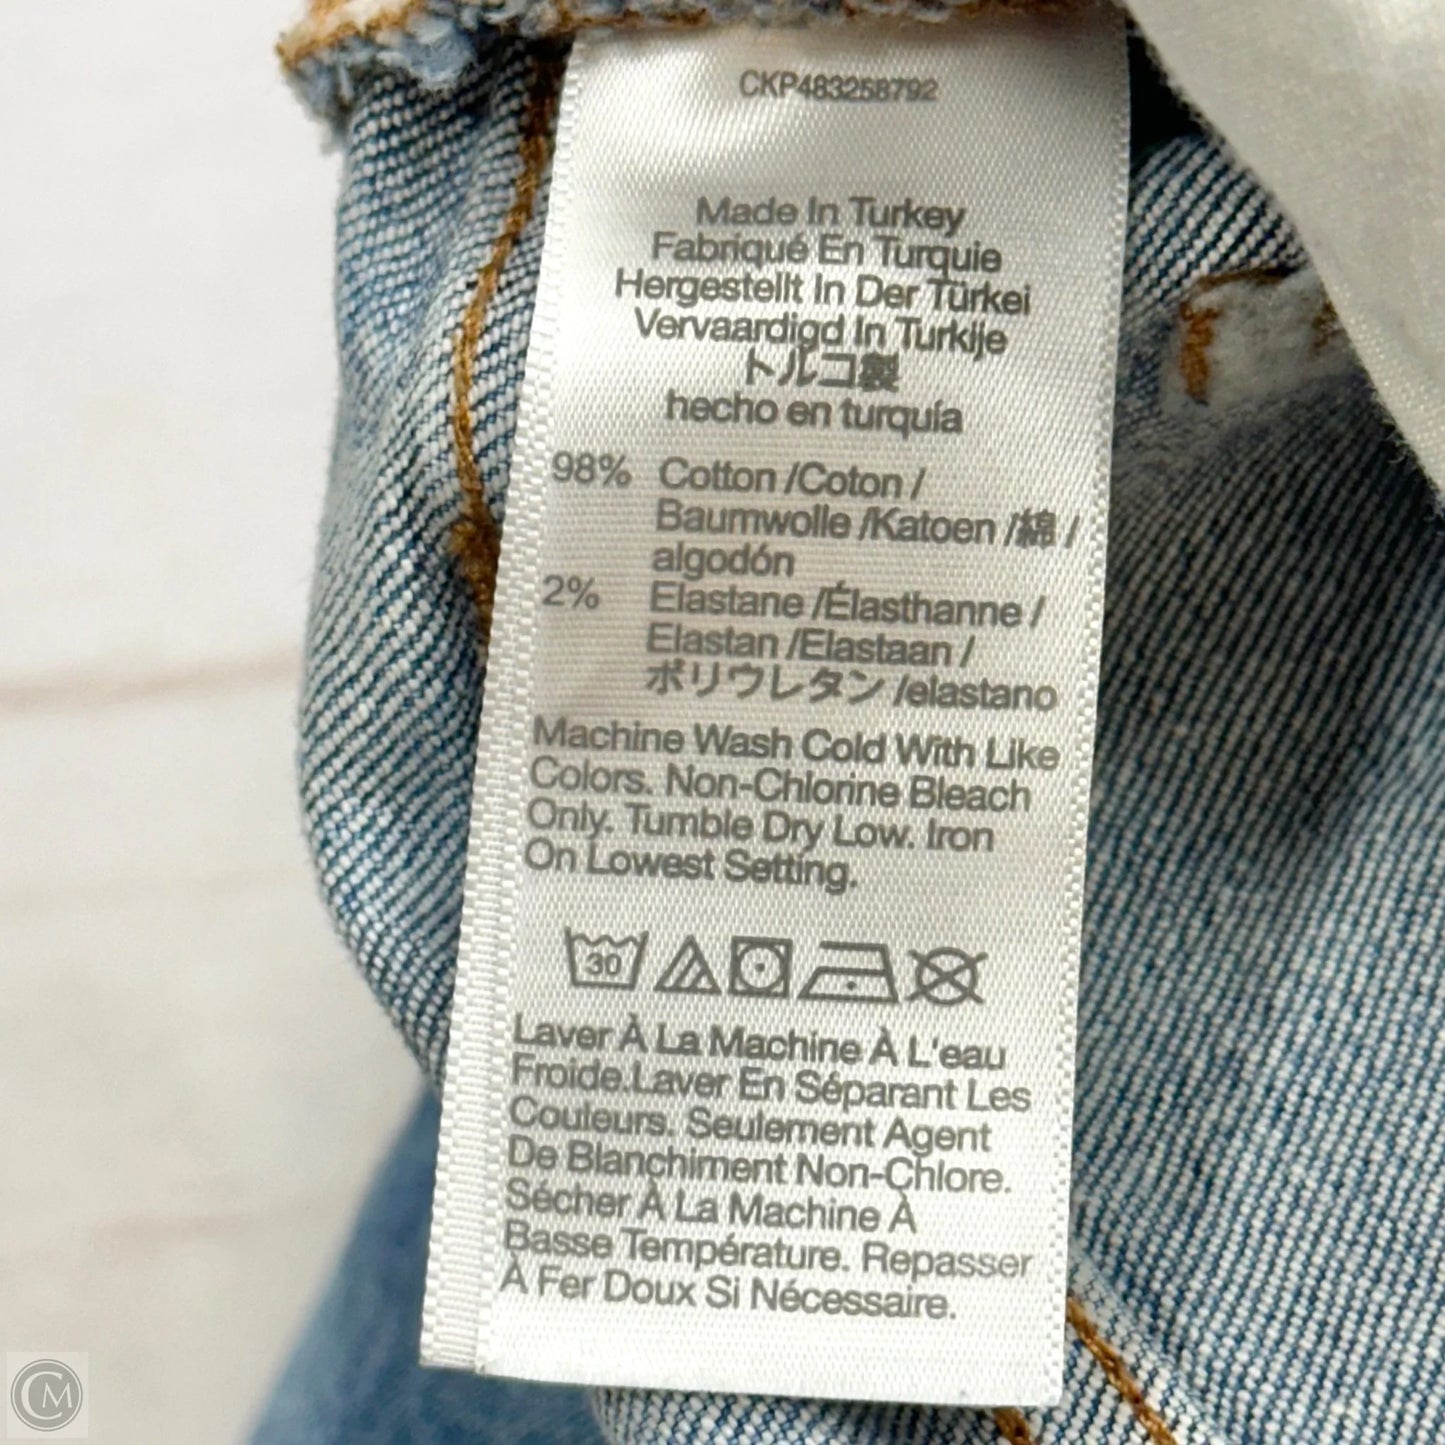 CKP483258792
Made In Turkey
Fabriqué En Turquie
Hergestellt In Der Türkei
Vervaardigd In Turkije
トルコ製
hecho en turquía
98% Cotton /Coton /
Baumwolle /Katoen /綿 /
algodón
2% Elastane /Élasthanne /
Elastan /Elastaan /
ポリウレタン /elastano
Machine Wash Cold With Like
Colors. Non-Chlorine Bleach
Only. Tumble Dry Low. Iron
On Lowest Setting.
30
Laver À La Machine À L'eau
Froide.Laver En Séparant Les
Couleurs. Seulement Agent
De Blanchiment Non-Chlore.
Sécher À La Machine À
Basse Température. Repasser
À Fer Doux Si Nécessaire.
CM